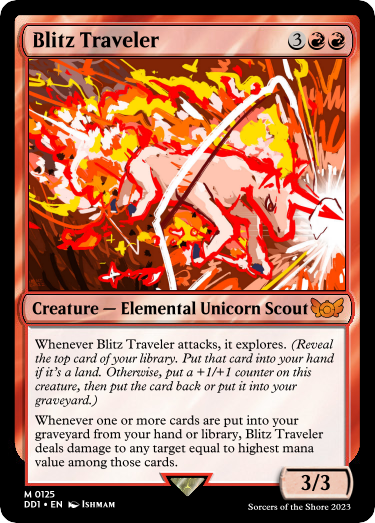 Blitz Traveler 3
Creature — Elemental Unicorn Scout
Whenever Blitz Traveler attacks, it explores. (Reveal
the top card of your library. Put that card into your hand
if it's a land. Otherwise, put a +1/+1 counter on this
creature, then put the card back or put it into your
graveyard.)
Whenever one or more cards are put into your
graveyard from your hand or library, Blitz Traveler
deals damage to any target equal to highest mana
value among those cards.
3/3
M 0125
DD1 • EN Ishmam
Sorcers of the Shore 2023